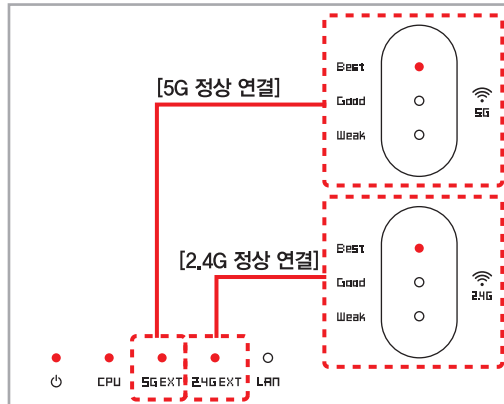 Best
[5G 정상 연결]
Good
5G
Weak
Best
[2.4G 정상 연결]
Good
2.4G
Weak
CPU 5G EXT 2.4G EXT LAN